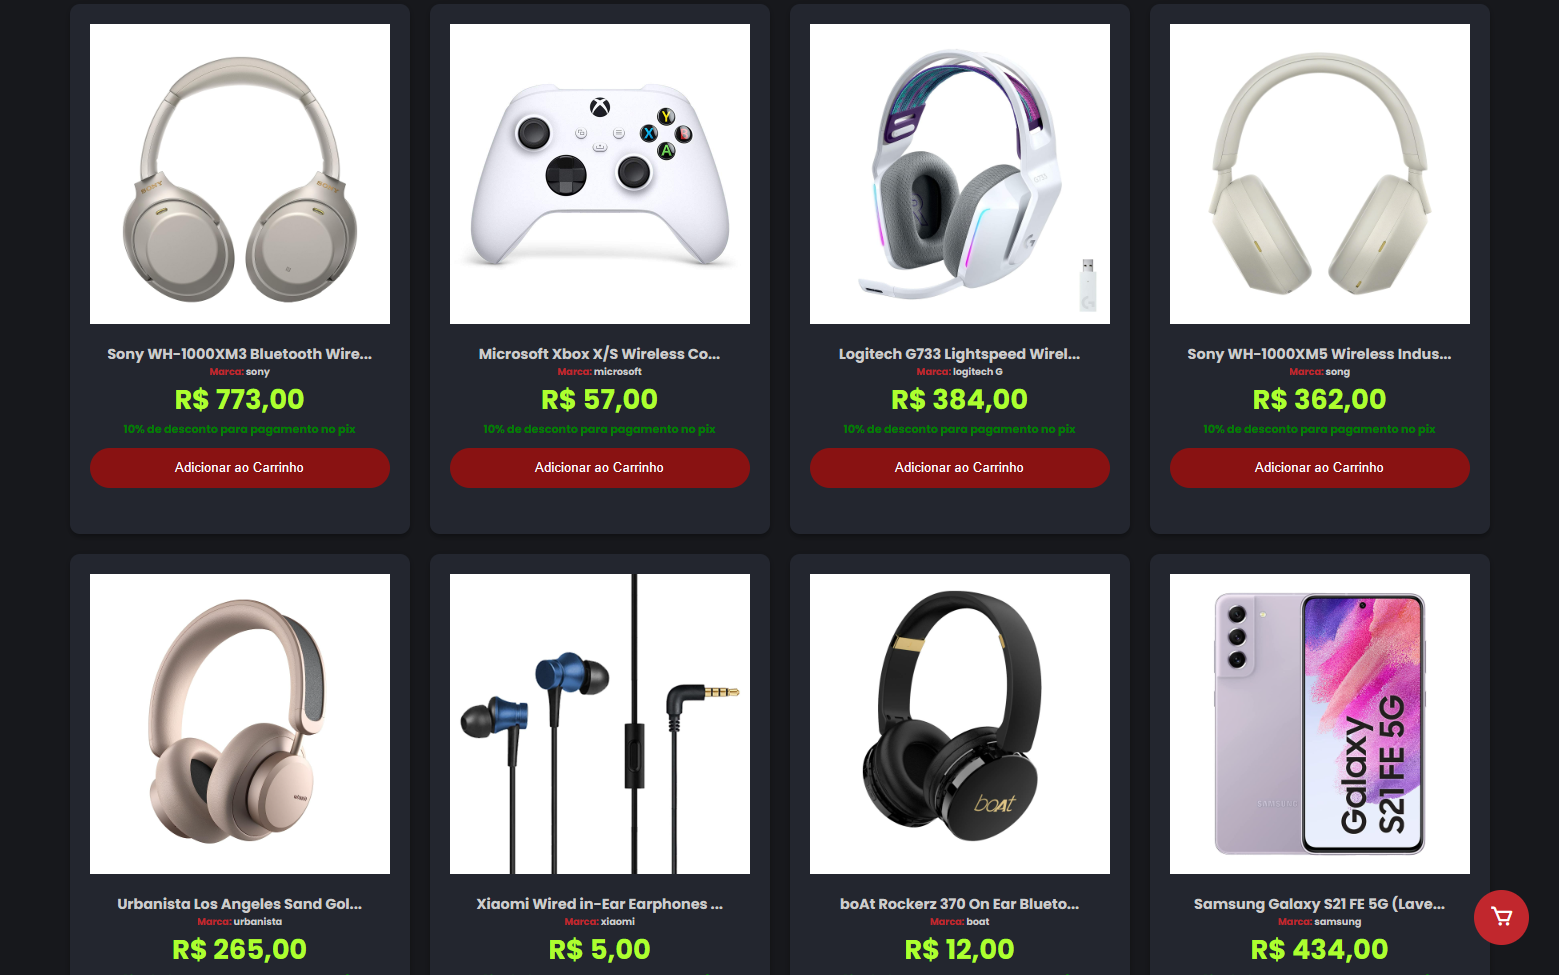 SONY
SONY
X
Y
X
B
A
G
Sony WH-1000XM3 Bluetooth Wire...
Marca: sony
R$ 773,00
10% de desconto para pagamento no pix
Adicionar ao Carrinho
Microsoft Xbox X/S Wireless Co...
Marca: microsoft
R$ 57,00
10% de desconto para pagamento no pix
Adicionar ao Carrinho
Logitech G733 Lightspeed Wirel...
Marca: logitech G
R$ 384,00
10% de desconto para pagamento no pix
Adicionar ao Carrinho
Sony WH-1000XM5 Wireless Indus...
Marca: song
R$ 362,00
10% de desconto para pagamento no pix
Adicionar ao Carrinho
boAt
SAMSUNG
Galaxy
S21 FE 5G
Urbanista Los Angeles Sand Gol...
Marca: urbanista
R$ 265,00
Xiaomi Wired in-Ear Earphones ...
Marca: xiaomi
R$ 5,00
boAt Rockerz 370 On Ear Blueto...
Marca: boat
R$ 12,00
Samsung Galaxy S21 FE 5G (Lave...
Marca: samsung
R$ 434,00